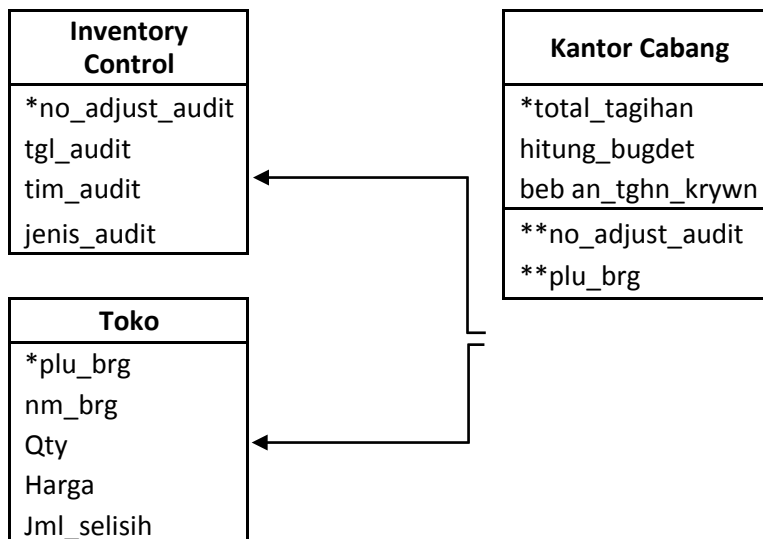 Inventory
Control
*no_adjust_audit
tgl_audit
tim_audit
jenis_audit
Kantor Cabang
*total_tagihan
hitung_bugdet
beb an_tghn_krywn
**no_adjust_audit
**plu_brg
Toko
*plu_brg
nm_brg
Qty
Harga
Jml_selisih